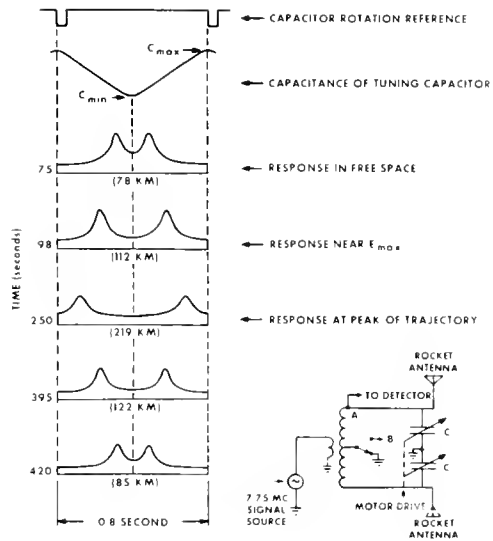 CAPACITOR ROTATION REFERENCE
Cmax
Cmin
CAPACITANCE OF TUNING CAPACITOR
75
(78 KM)
RESPONSE IN FREE SPACE
98
(112 KM)
RESPONSE NEAR Emax
TIME (seconds)
250
(219 KM)
RESPONSE AT PEAK OF TRAJECTORY
395
(122 KM)
420
(85 KM)
0.8 SECOND
ROCKET
ANTENNA
TO DETECTOR
A
B
C
C
7.75 MC
SIGNAL
SOURCE
MOTOR DRIVE
ROCKET
ANTENNA